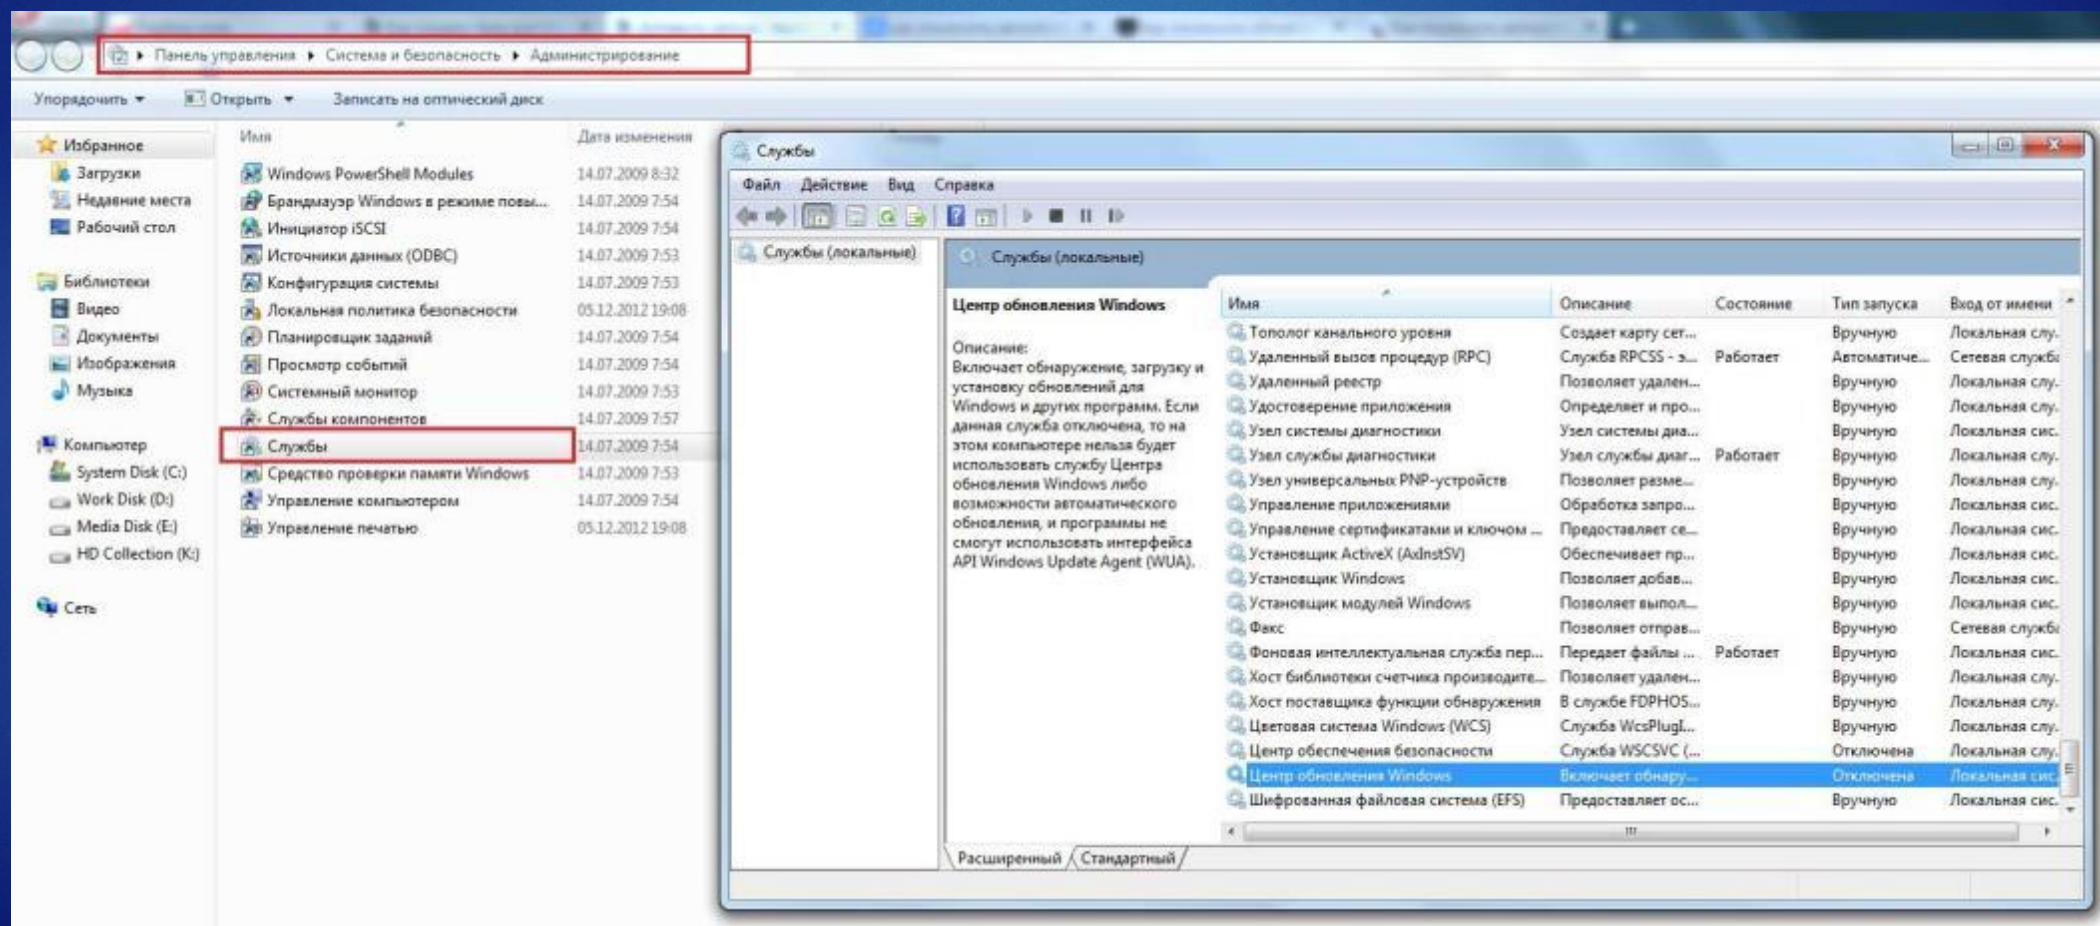 Панель управления ▸ Система и безопасность ▸ Администрирование
Упорядочить Открыть Записать на оптический диск
Избранное
Загрузки
Недавние места
Рабочий стол
Библиотеки
Видео
Документы
Изображения
Музыка
Компьютер
System Disk (C:)
Work Disk (D:)
Media Disk (E:)
HD Collection (K:)
Сеть
Имя Дата изменения
Windows PowerShell Modules 14.07.2009 8:32
Брандмауэр Windows в режиме повы... 14.07.2009 7:54
Инициатор iSCSI 14.07.2009 7:54
Источники данных (ODBC) 14.07.2009 7:53
Конфигурация системы 14.07.2009 7:53
Локальная политика безопасности 05.12.2012 19:08
Планировщик заданий 14.07.2009 7:54
Просмотр событий 14.07.2009 7:54
Системный монитор 14.07.2009 7:53
Службы компонентов 14.07.2009 7:57
Службы 14.07.2009 7:54
Средство проверки памяти Windows 14.07.2009 7:53
Управление компьютером 14.07.2009 7:54
Управление печатью 05.12.2012 19:08
Службы
Файл Действие Вид Справка
Службы (локальные)
Службы (локальные)
Центр обновления Windows
Описание:
Включает обнаружение, загрузку и
установку обновлений для
Windows и других программ. Если
данная служба отключена, то на
этом компьютере нельзя будет
использовать службу Центра
обновления Windows либо
возможности автоматического
обновления, и программы не
смогут использовать интерфейса
API Windows Update Agent (WUA).
Имя Описание Состояние Тип запуска Вход от имени
Тополог канального уровня Создает карту сет... Вручную Локальная слу...
Удаленный вызов процедур (RPC) Служба RPCSS - э... Работает Автоматиче... Сетевая служба
Удаленный реестр Позволяет удален... Вручную Локальная слу...
Удостоверение приложения Определяет и про... Вручную Локальная слу...
Узел системы диагностики Узел системы диа... Вручную Локальная сис...
Узел службы диагностики Узел службы диаг... Работает Вручную Локальная слу...
Узел универсальных PNP-устройств Позволяет разме... Вручную Локальная слу...
Управление приложениями Обработка запро... Вручную Локальная сис...
Управление сертификатами и ключом ... Предоставляет се... Вручную Локальная сис...
Установщик ActiveX (AxInstSV) Обеспечивает пр... Вручную Локальная сис...
Установщик Windows Позволяет добав... Вручную Локальная сис...
Установщик модулей Windows Позволяет выпол... Вручную Локальная сис...
Факс Позволяет отправ... Вручную Сетевая служба
Фоновая интеллектуальная служба пер... Передает файлы ... Работает Вручную Локальная сис...
Хост библиотеки счетчика производите... Позволяет удален... Вручную Локальная слу...
Хост поставщика функции обнаружения В службе FDPHOS... Вручную Локальная слу...
Цветовая система Windows (WCS) Служба WcsPlugI... Вручную Локальная слу...
Центр обеспечения безопасности Служба WSCSVC (... Отключена Локальная слу...
Центр обновления Windows Включает обнару... Отключена Локальная сис...
Шифрованная файловая система (EFS) Предоставляет ос... Вручную Локальная сис...
Расширенный Стандартный